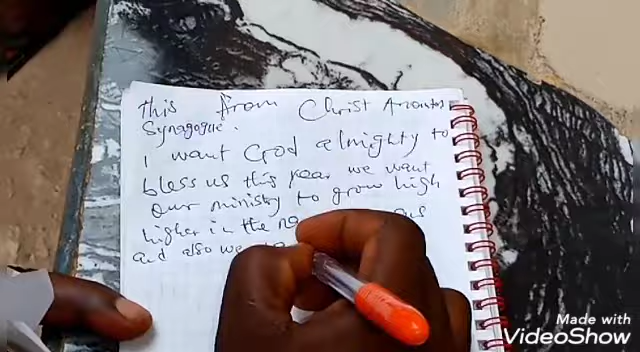 This from Christ
Synagogue.
I want God almighty to
bless us this year we want
our ministry to grow high
higher in the
and also we
Made with
VideoShow